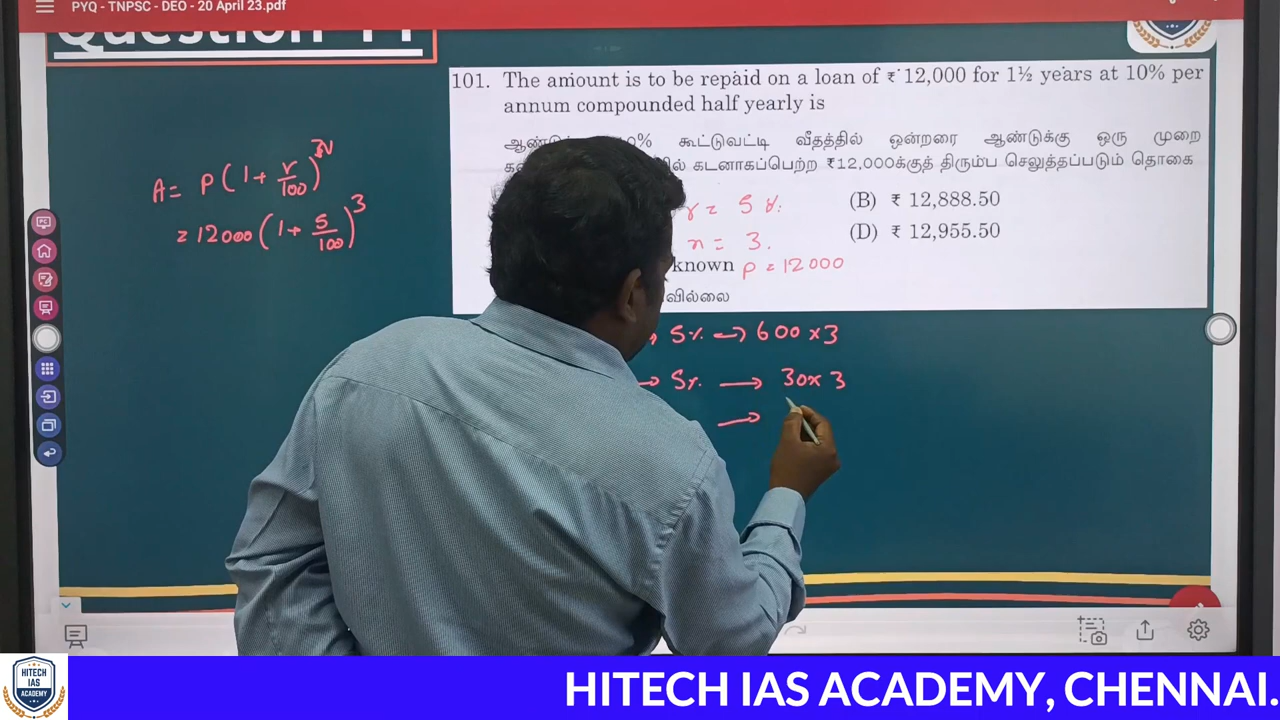 PYQ - TNPSC - DEO - 20 April 23.pdf
101. The amount is to be repaid on a loan of ₹ 12,000 for 1½ years at 10% per
annum compounded half yearly is
கூட்டுவட்டி வீதத்தில் ஒன்றரை ஆண்டுக்கு ஒரு முறை
கடனாகப்பெற்ற ₹12,000க்குத் திரும்ப செலுத்தப்படும் தொகை
(B) ₹ 12,888.50
(D) ₹ 12,955.50
known
r = 5 %.
n = 3.
P = 12000
A = P(1 + r/100)
= 12000(1 + 5/100)^3
5% → 600 x 3
→ 5% → 30 x 3
→
HITECH
IAS
ACADEMY
HITECH IAS ACADEMY, CHENNAI.